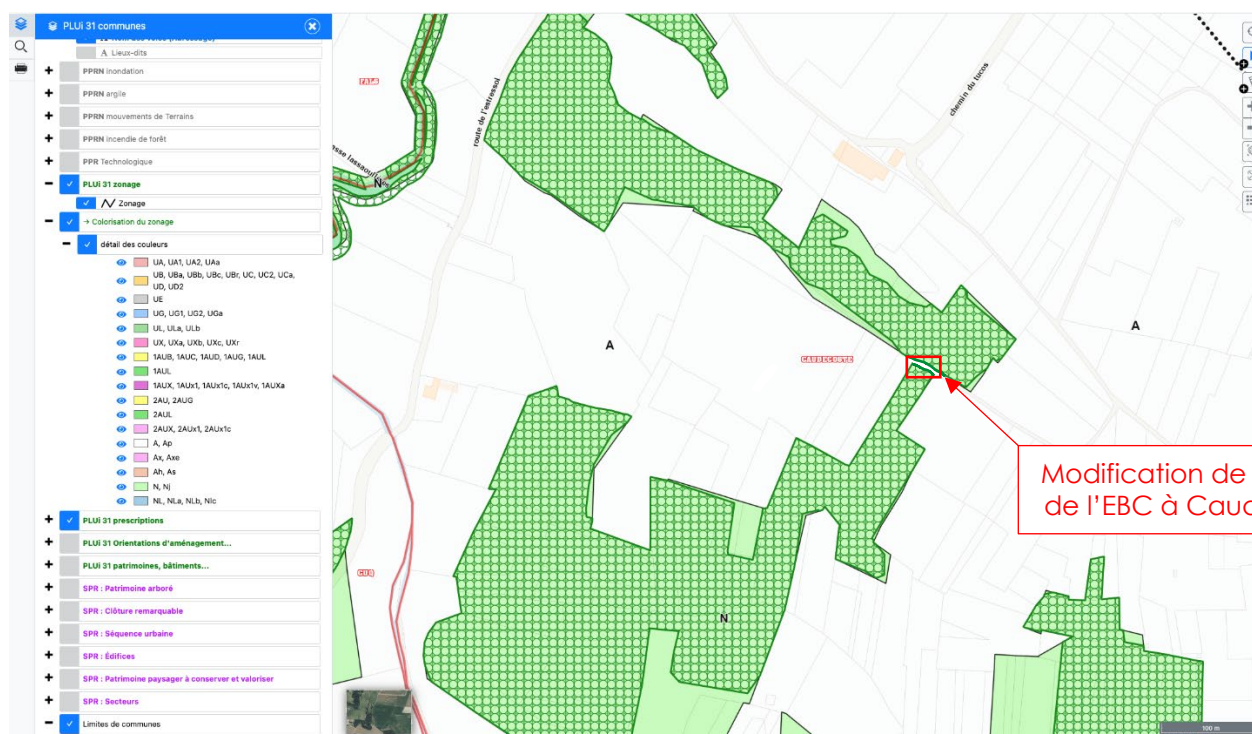 PLUi 31 communes
A Lieux-dits
PPRN inondation
PPRN argile
PPRN mouvements de Terrains
PPRN incendie de forêt
PPR Technologique
PLUi 31 zonage
Zonage
→ Colorisation du zonage
détail des couleurs
UA, UA1, UA2, UAa
UB, UBa, UBb, UBc, UBr, UC, UC2, UCa,
UD, UD2
UE
UG, UG1, UG2, UGa
UL, ULa, ULb
UX, UXa, UXb, UXc, UXr
1AUB, 1AUC, 1AUD, 1AUG, 1AUL
1AUL
1AUX, 1AUx1, 1AUx1c, 1AUx1v, 1AUXa
2AU, 2AUG
2AUL
2AUX, 2AUx1, 2AUx1c
A, Ap
Ax, Axe
Ah, As
N, Nj
NL, NLa, NLb, Nlc
PLUi 31 prescriptions
PLUi 31 Orientations d'aménagement...
PLUi 31 patrimoines, bâtiments...
SPR : Patrimoine arboré
SPR : Clôture remarquable
SPR : Séquence urbaine
SPR : Édifices
SPR : Patrimoine paysager à conserver et valoriser
SPR : Secteurs
Limites de communes
route de l'estressol
chemin du tucos
N
A
CAUDECOSTE
A
N
Modification de
de l'EBC à Caud
100 m